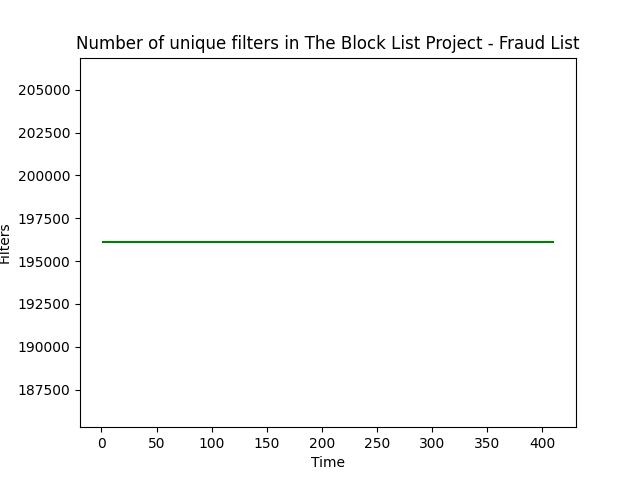 Number of unique filters in The Block List Project - Fraud List
205000
202500
200000
197500
195000
192500
190000
187500
Filters
0 50 100 150 200 250 300 350 400
Time